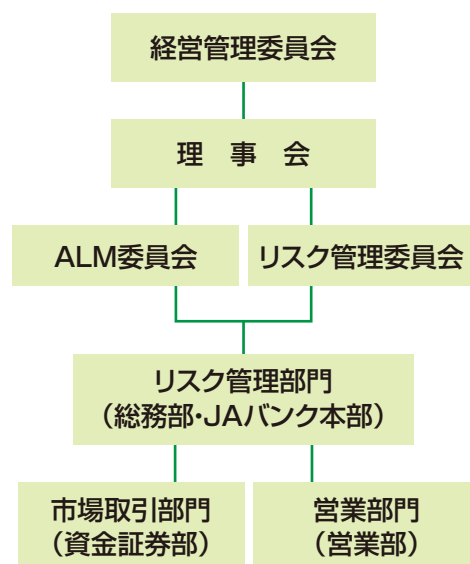 経営管理委員会
理　事　会
ALM委員会
リスク管理委員会
リスク管理部門
（総務部・JAバンク本部）
市場取引部門
（資金証券部）
営業部門
（営業部）